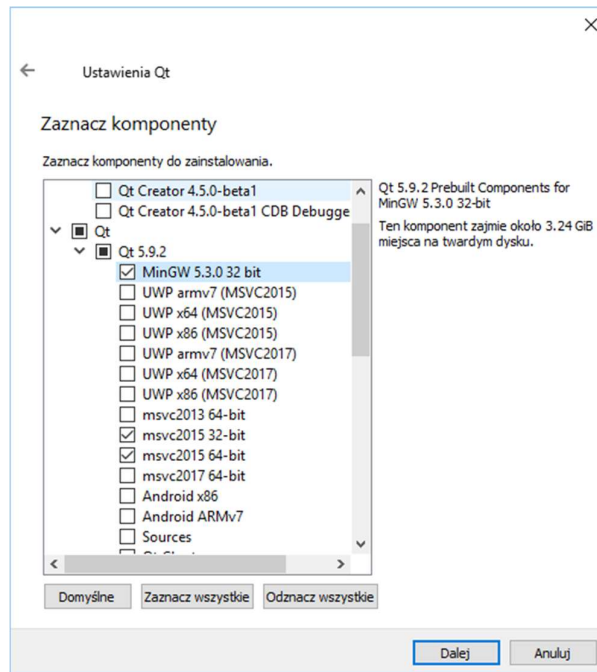 Ustawienia Qt
Zaznacz komponenty
Zaznacz komponenty do zainstalowania.
Qt Creator 4.5.0-beta1
Qt Creator 4.5.0-beta1 CDB Debugge
Qt
Qt 5.9.2
MinGW 5.3.0 32 bit
UWP armv7 (MSVC2015)
UWP x64 (MSVC2015)
UWP x86 (MSVC2015)
UWP armv7 (MSVC2017)
UWP x64 (MSVC2017)
UWP x86 (MSVC2017)
msvc2013 64-bit
msvc2015 32-bit
msvc2015 64-bit
msvc2017 64-bit
Android x86
Android ARMv7
Sources
Qt 5.9.2 Prebuilt Components for
MinGW 5.3.0 32-bit
Ten komponent zajmie około 3.24 GiB
miejsca na twardym dysku.
Domyślne Zaznacz wszystkie Odznacz wszystkie
Dalej Anuluj